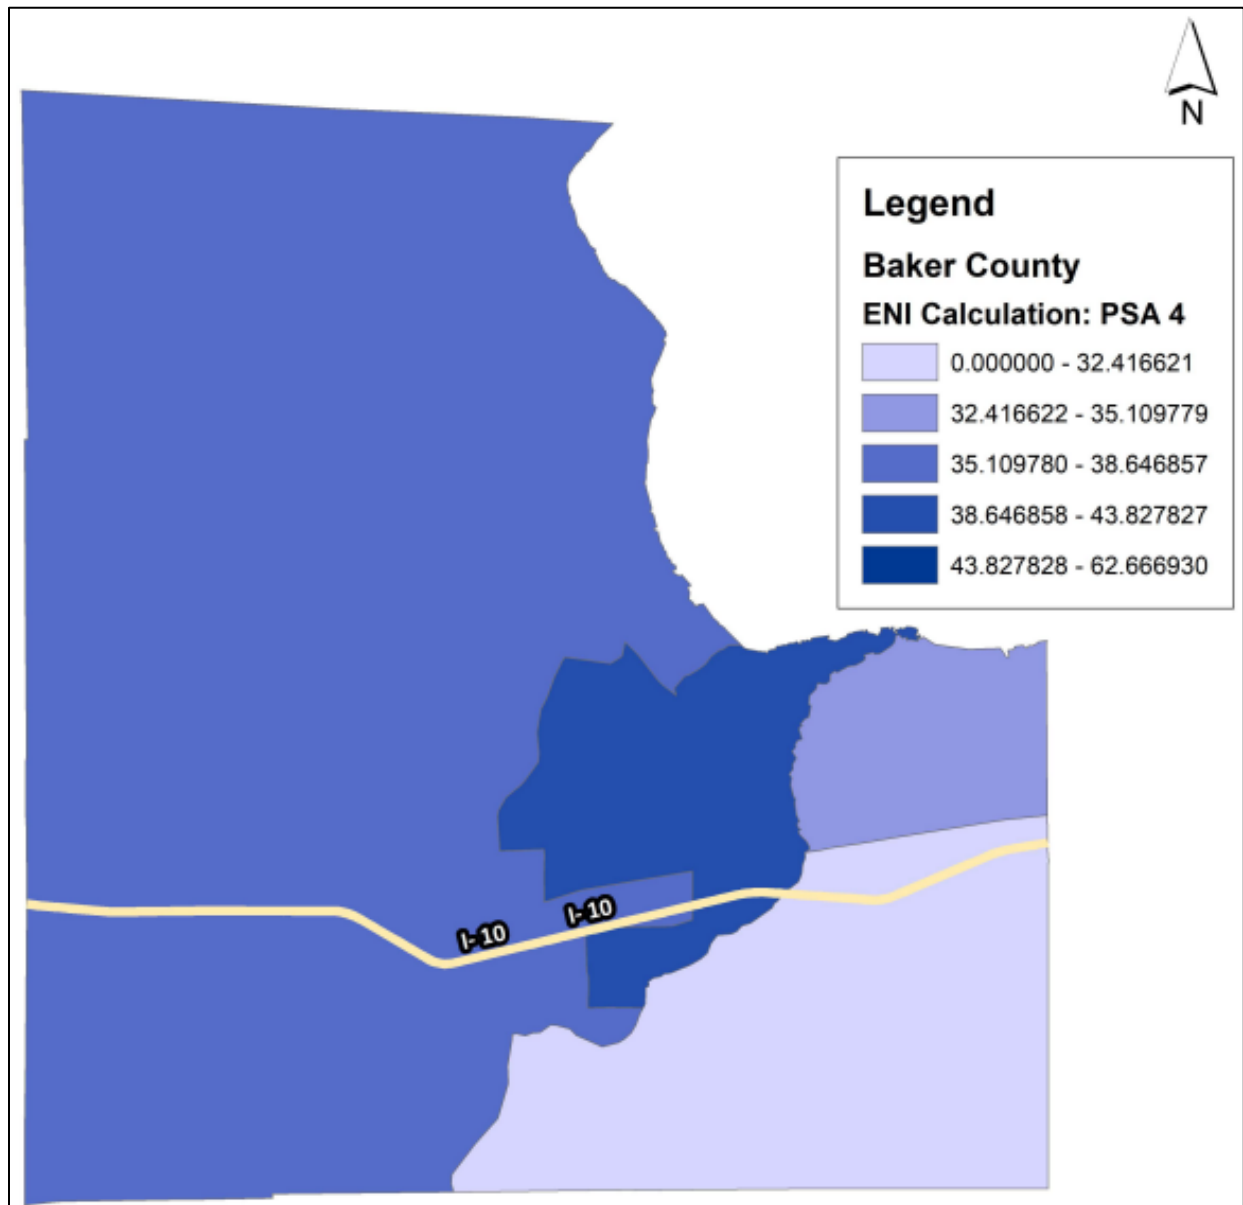 N
Legend
Baker County
ENI Calculation: PSA 4
0.000000 - 32.416621
32.416622 - 35.109779
35.109780 - 38.646857
38.646858 - 43.827827
43.827828 - 62.666930
I-10
I-10